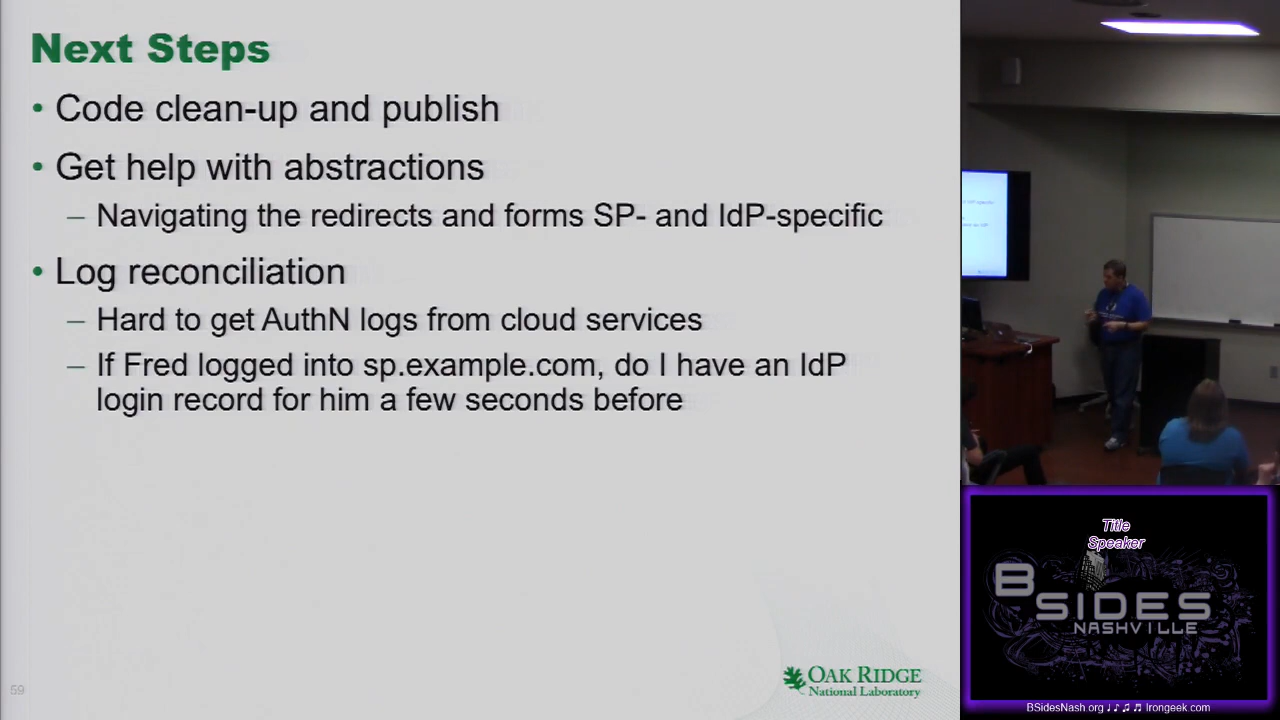 Next Steps
• Code clean-up and publish
• Get help with abstractions
– Navigating the redirects and forms SP- and IdP-specific
• Log reconciliation
– Hard to get AuthN logs from cloud services
– If Fred logged into sp.example.com, do I have an IdP
login record for him a few seconds before
59
OAK RIDGE
National Laboratory
Title
Speaker
BSIDES
NASHVILLE
BSidesNash.org ♩♪♫♬ Irongeek.com